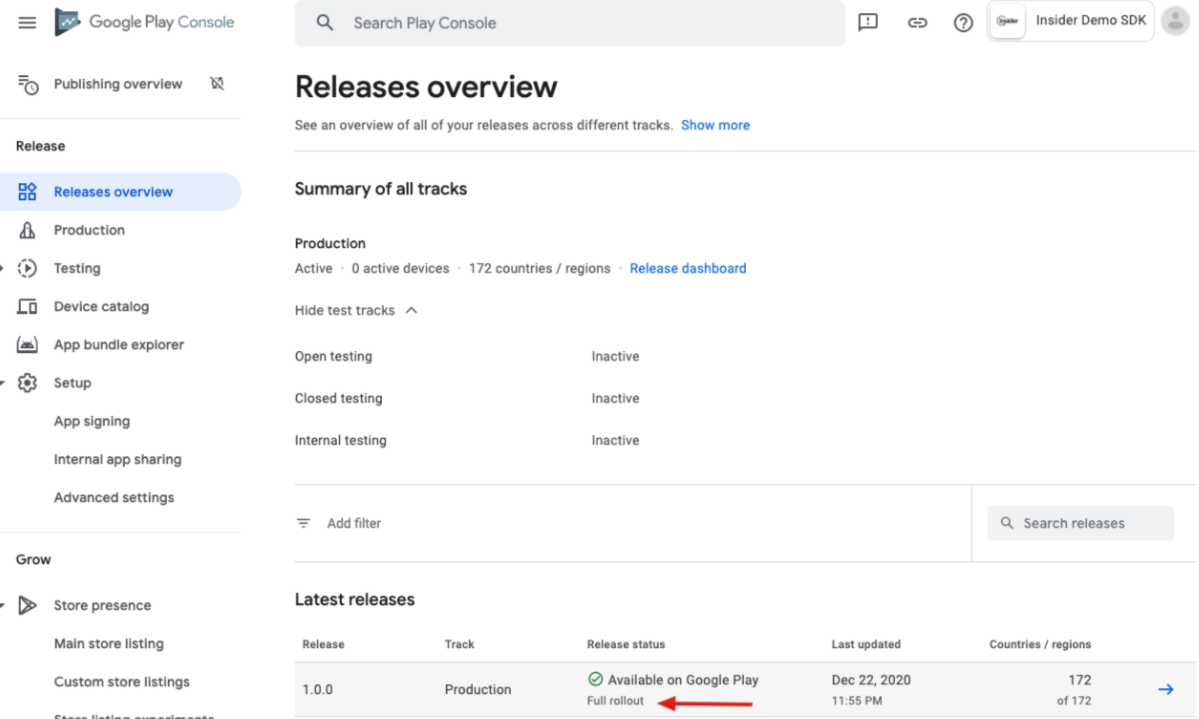 Google Play Console
Search Play Console
Insider Demo SDK
Publishing overview
Release
Releases overview
Production
Testing
Device catalog
App bundle explorer
Setup
App signing
Internal app sharing
Advanced settings
Grow
Store presence
Main store listing
Custom store listings
Store listing experiments
Releases overview
See an overview of all of your releases across different tracks. Show more
Summary of all tracks
Production
Active · 0 active devices · 172 countries / regions · Release dashboard
Hide test tracks
Open testing Inactive
Closed testing Inactive
Internal testing Inactive
Add filter
Search releases
Latest releases
Release Track Release status Last updated Countries / regions
1.0.0 Production Available on Google Play Dec 22, 2020 172
Full rollout 11:55 PM of 172